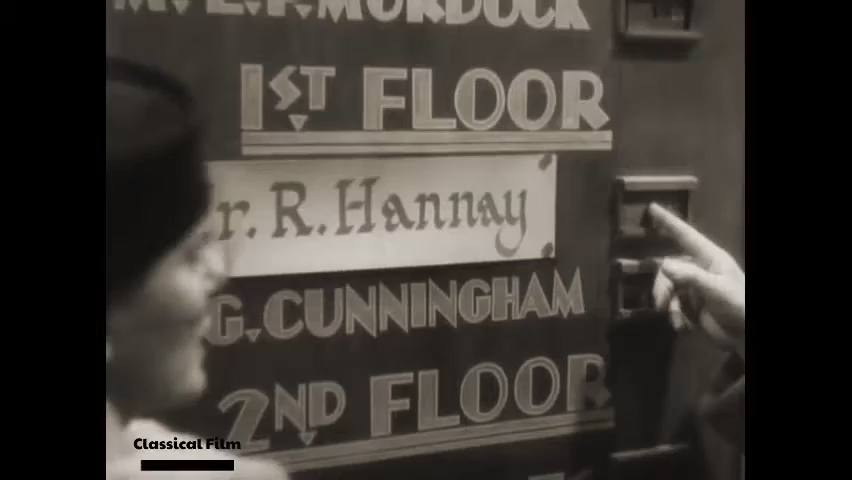 M. L.F. MURDOCK
1ST FLOOR
r. R. Hannay
G. CUNNINGHAM
2ND FLOOR
Classical Film